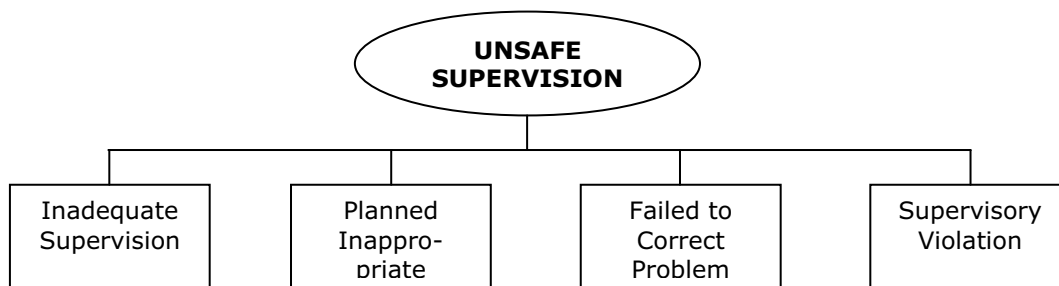 UNSAFE
SUPERVISION
Inadequate
Supervision
Planned
Inappro-
priate
Failed to
Correct
Problem
Supervisory
Violation